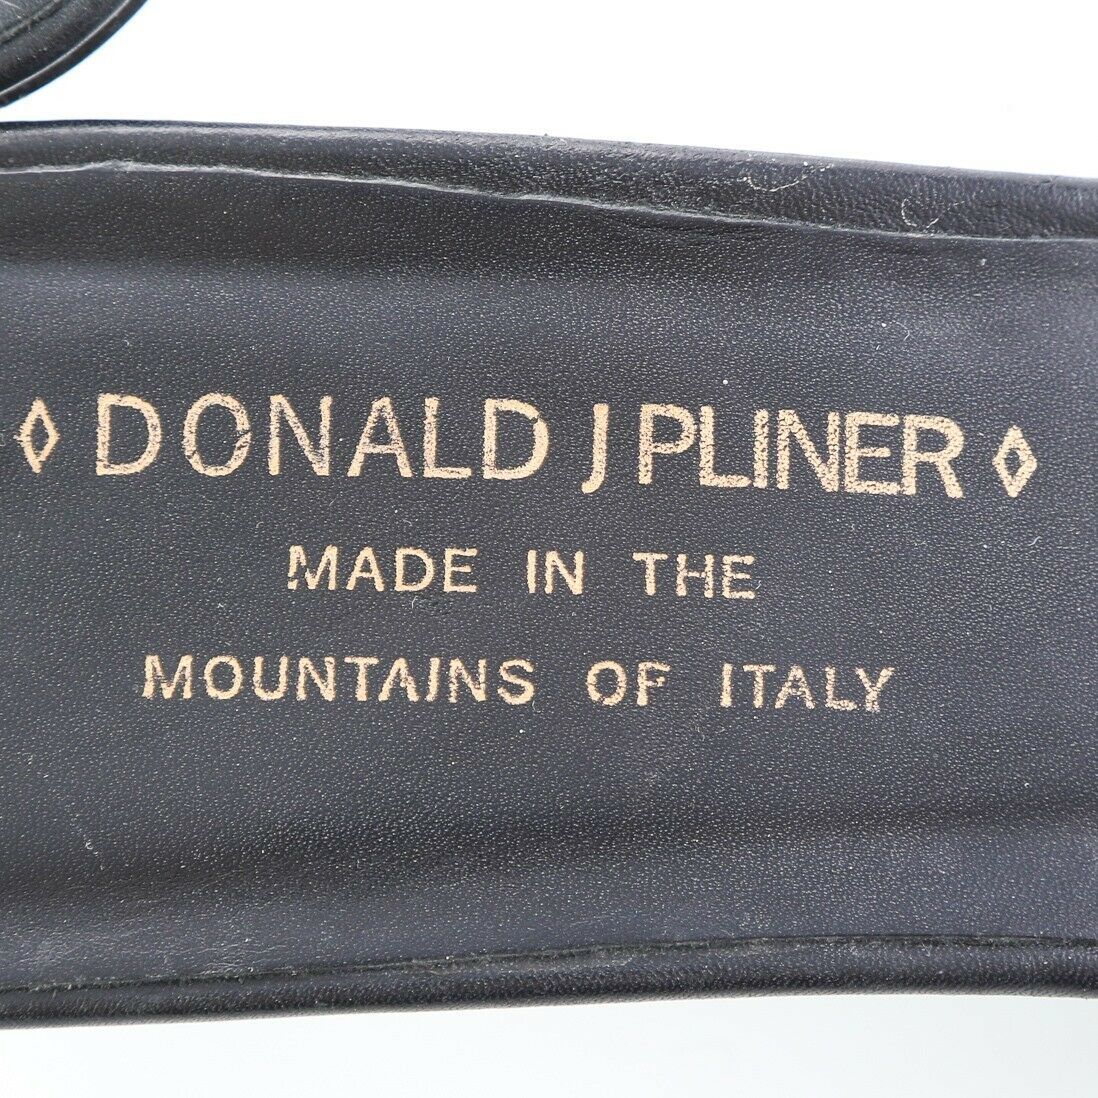 ◊ DONALD J PLINER ◊
MADE IN THE
MOUNTAINS OF ITALY